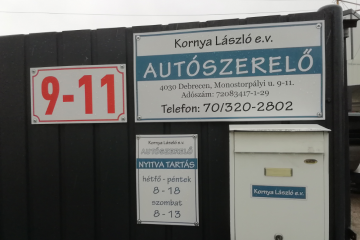 9-11
Kornya László e.v.
AUTÓSZERELŐ
4030 Debrecen, Monostorpályi u. 9-11.
Adószám: 72083417-1-29
Telefon: 70/320-2802
Kornya László e.v.
AUTÓSZERELŐ
NYITVA TARTÁS
hétfő - péntek
8 - 18
szombat
8 - 13
Kornya László e.v.